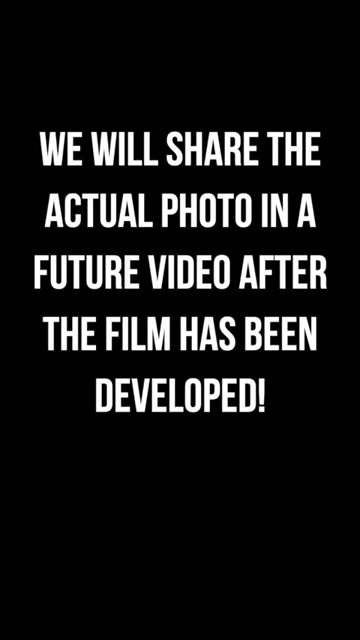 WE WILL SHARE THE
ACTUAL PHOTO IN A
FUTURE VIDEO AFTER
THE FILM HAS BEEN
DEVELOPED!